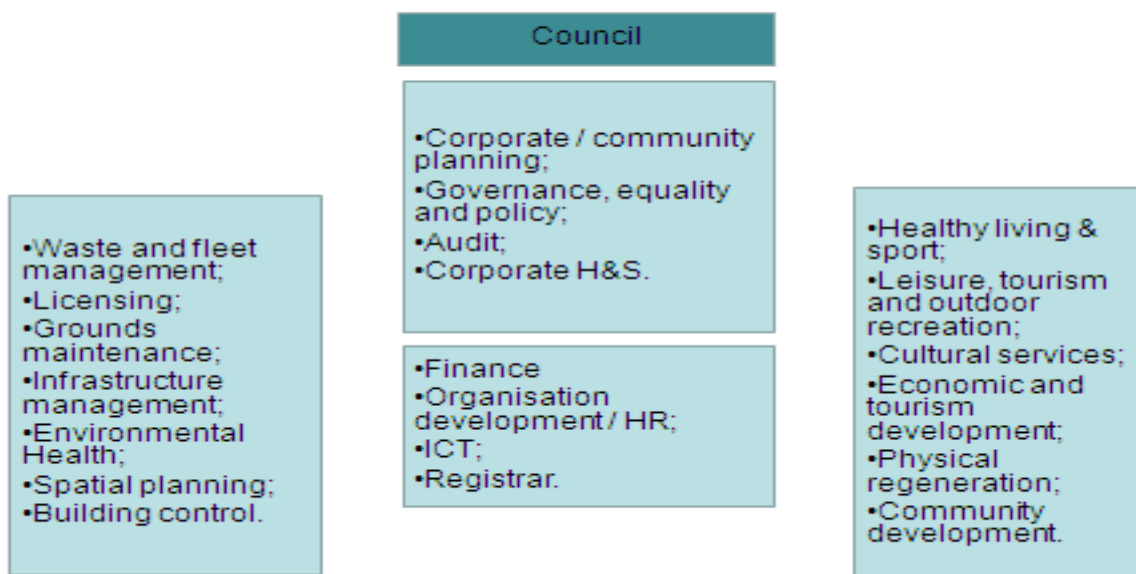 Council
•Corporate / community
planning;
•Governance, equality
and policy;
•Audit;
•Corporate H&S.
•Waste and fleet
management;
•Licensing;
•Grounds
maintenance;
•Infrastructure
management;
•Environmental
Health;
•Spatial planning;
•Building control.
•Finance
•Organisation
development / HR;
•ICT;
•Registrar.
•Healthy living &
sport;
•Leisure, tourism
and outdoor
recreation;
•Cultural services;
•Economic and
tourism
development;
•Physical
regeneration;
•Community
development.